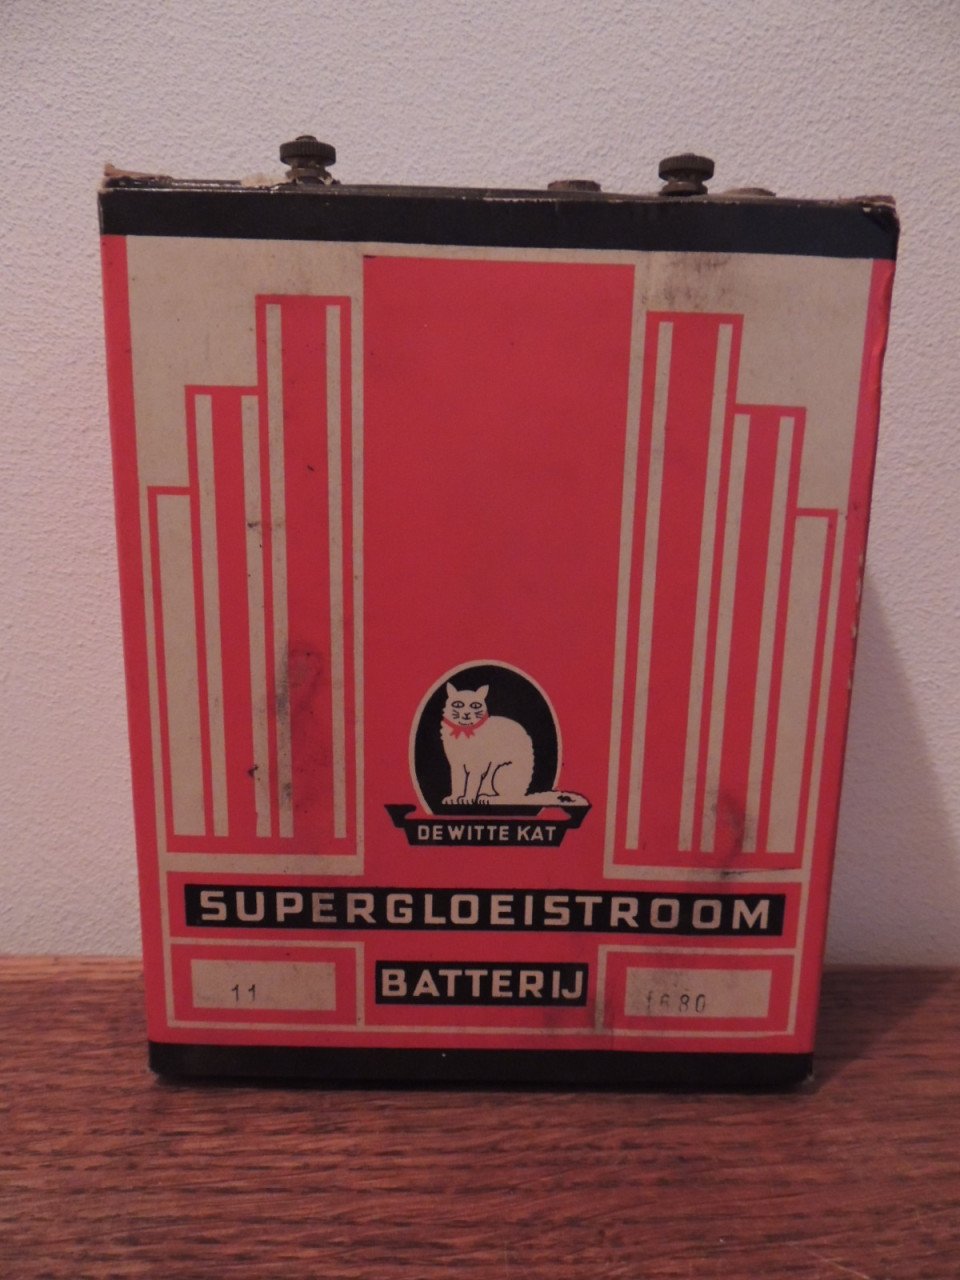 DE WITTE KAT
SUPERGLOEISTROOM
11
BATTERIJ
1680